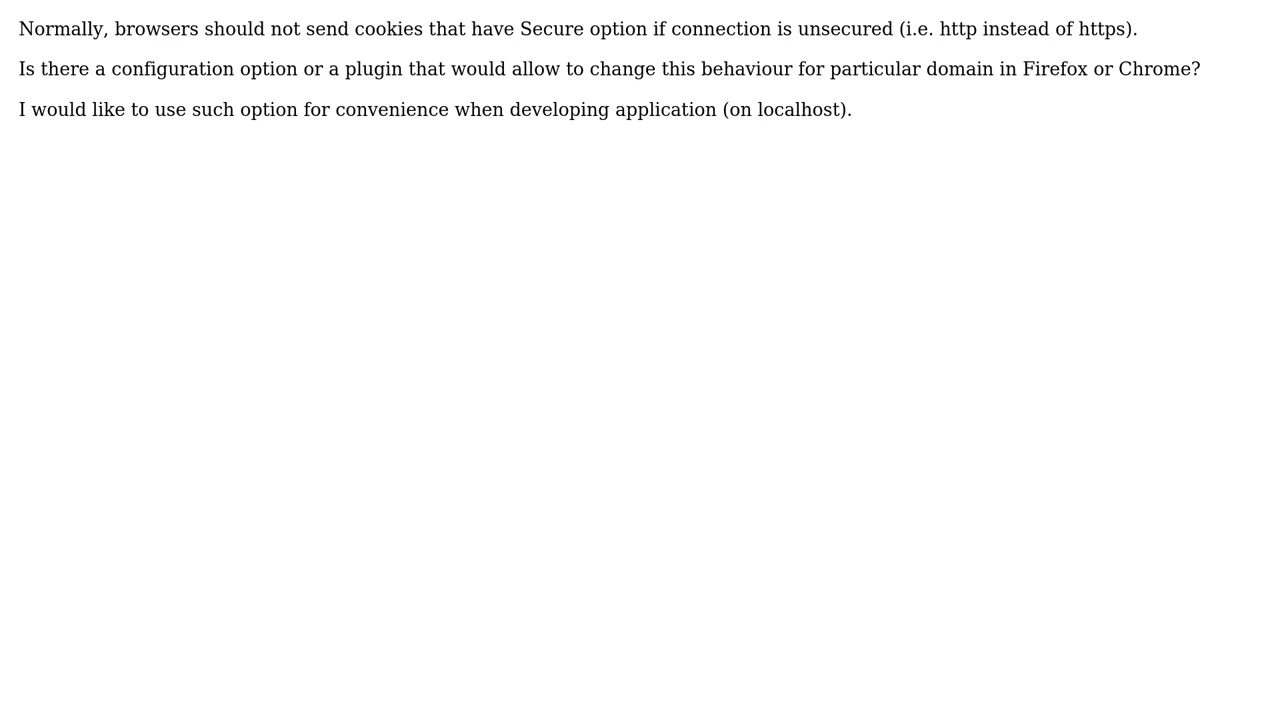 Normally, browsers should not send cookies that have Secure option if connection is unsecured (i.e. http instead of https).
Is there a configuration option or a plugin that would allow to change this behaviour for particular domain in Firefox or Chrome?
I would like to use such option for convenience when developing application (on localhost).